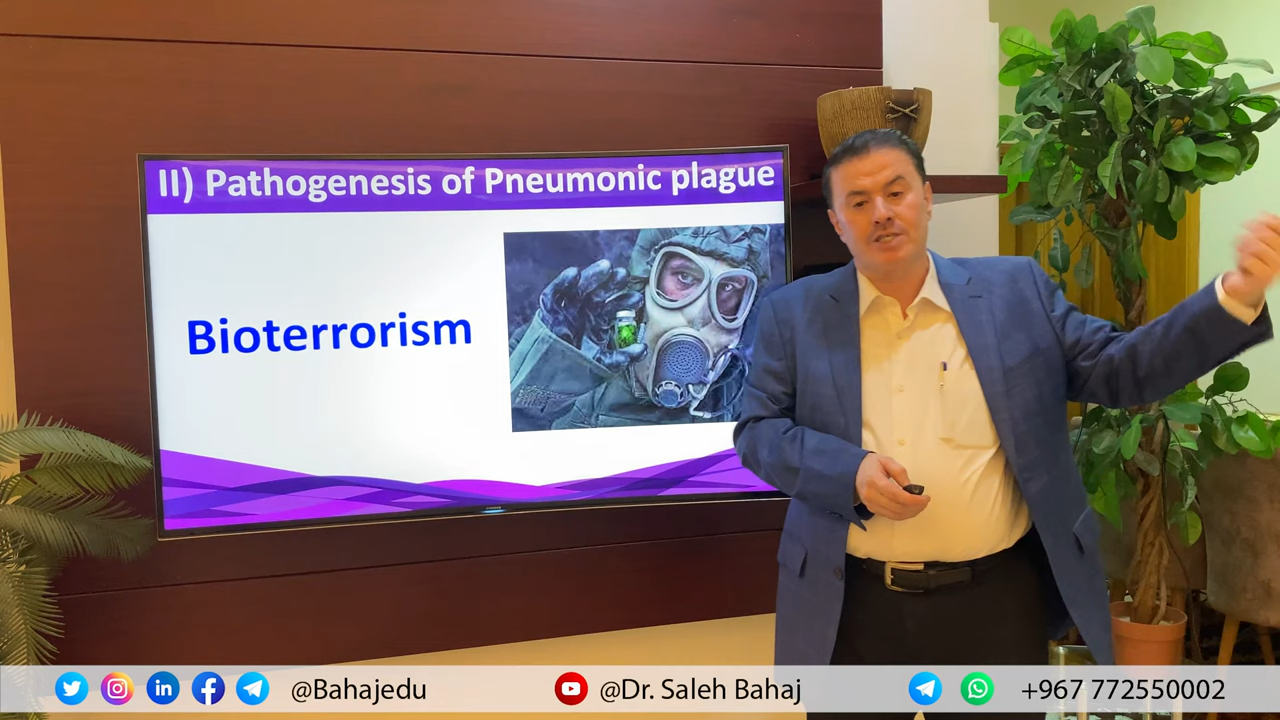 II) Pathogenesis of Pneumonic plague
Bioterrorism
@Bahajedu
@Dr. Saleh Bahaj
+967 772550002